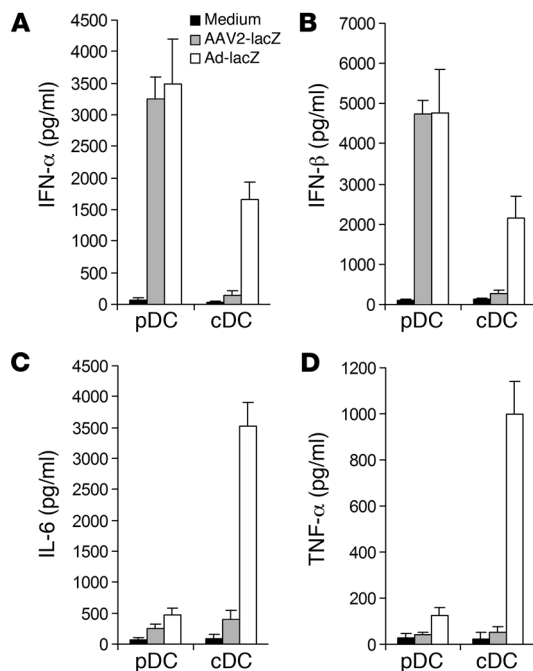 A
IFN-α (pg/ml)
4500
4000
3500
3000
2500
2000
1500
1000
500
0
pDC
cDC
Medium
AAV2-lacZ
Ad-lacZ
B
IFN-β (pg/ml)
7000
6000
5000
4000
3000
2000
1000
0
pDC
cDC
C
IL-6 (pg/ml)
4500
4000
3500
3000
2500
2000
1500
1000
500
0
pDC
cDC
D
TNF-α (pg/ml)
1200
1000
800
600
400
200
0
pDC
cDC